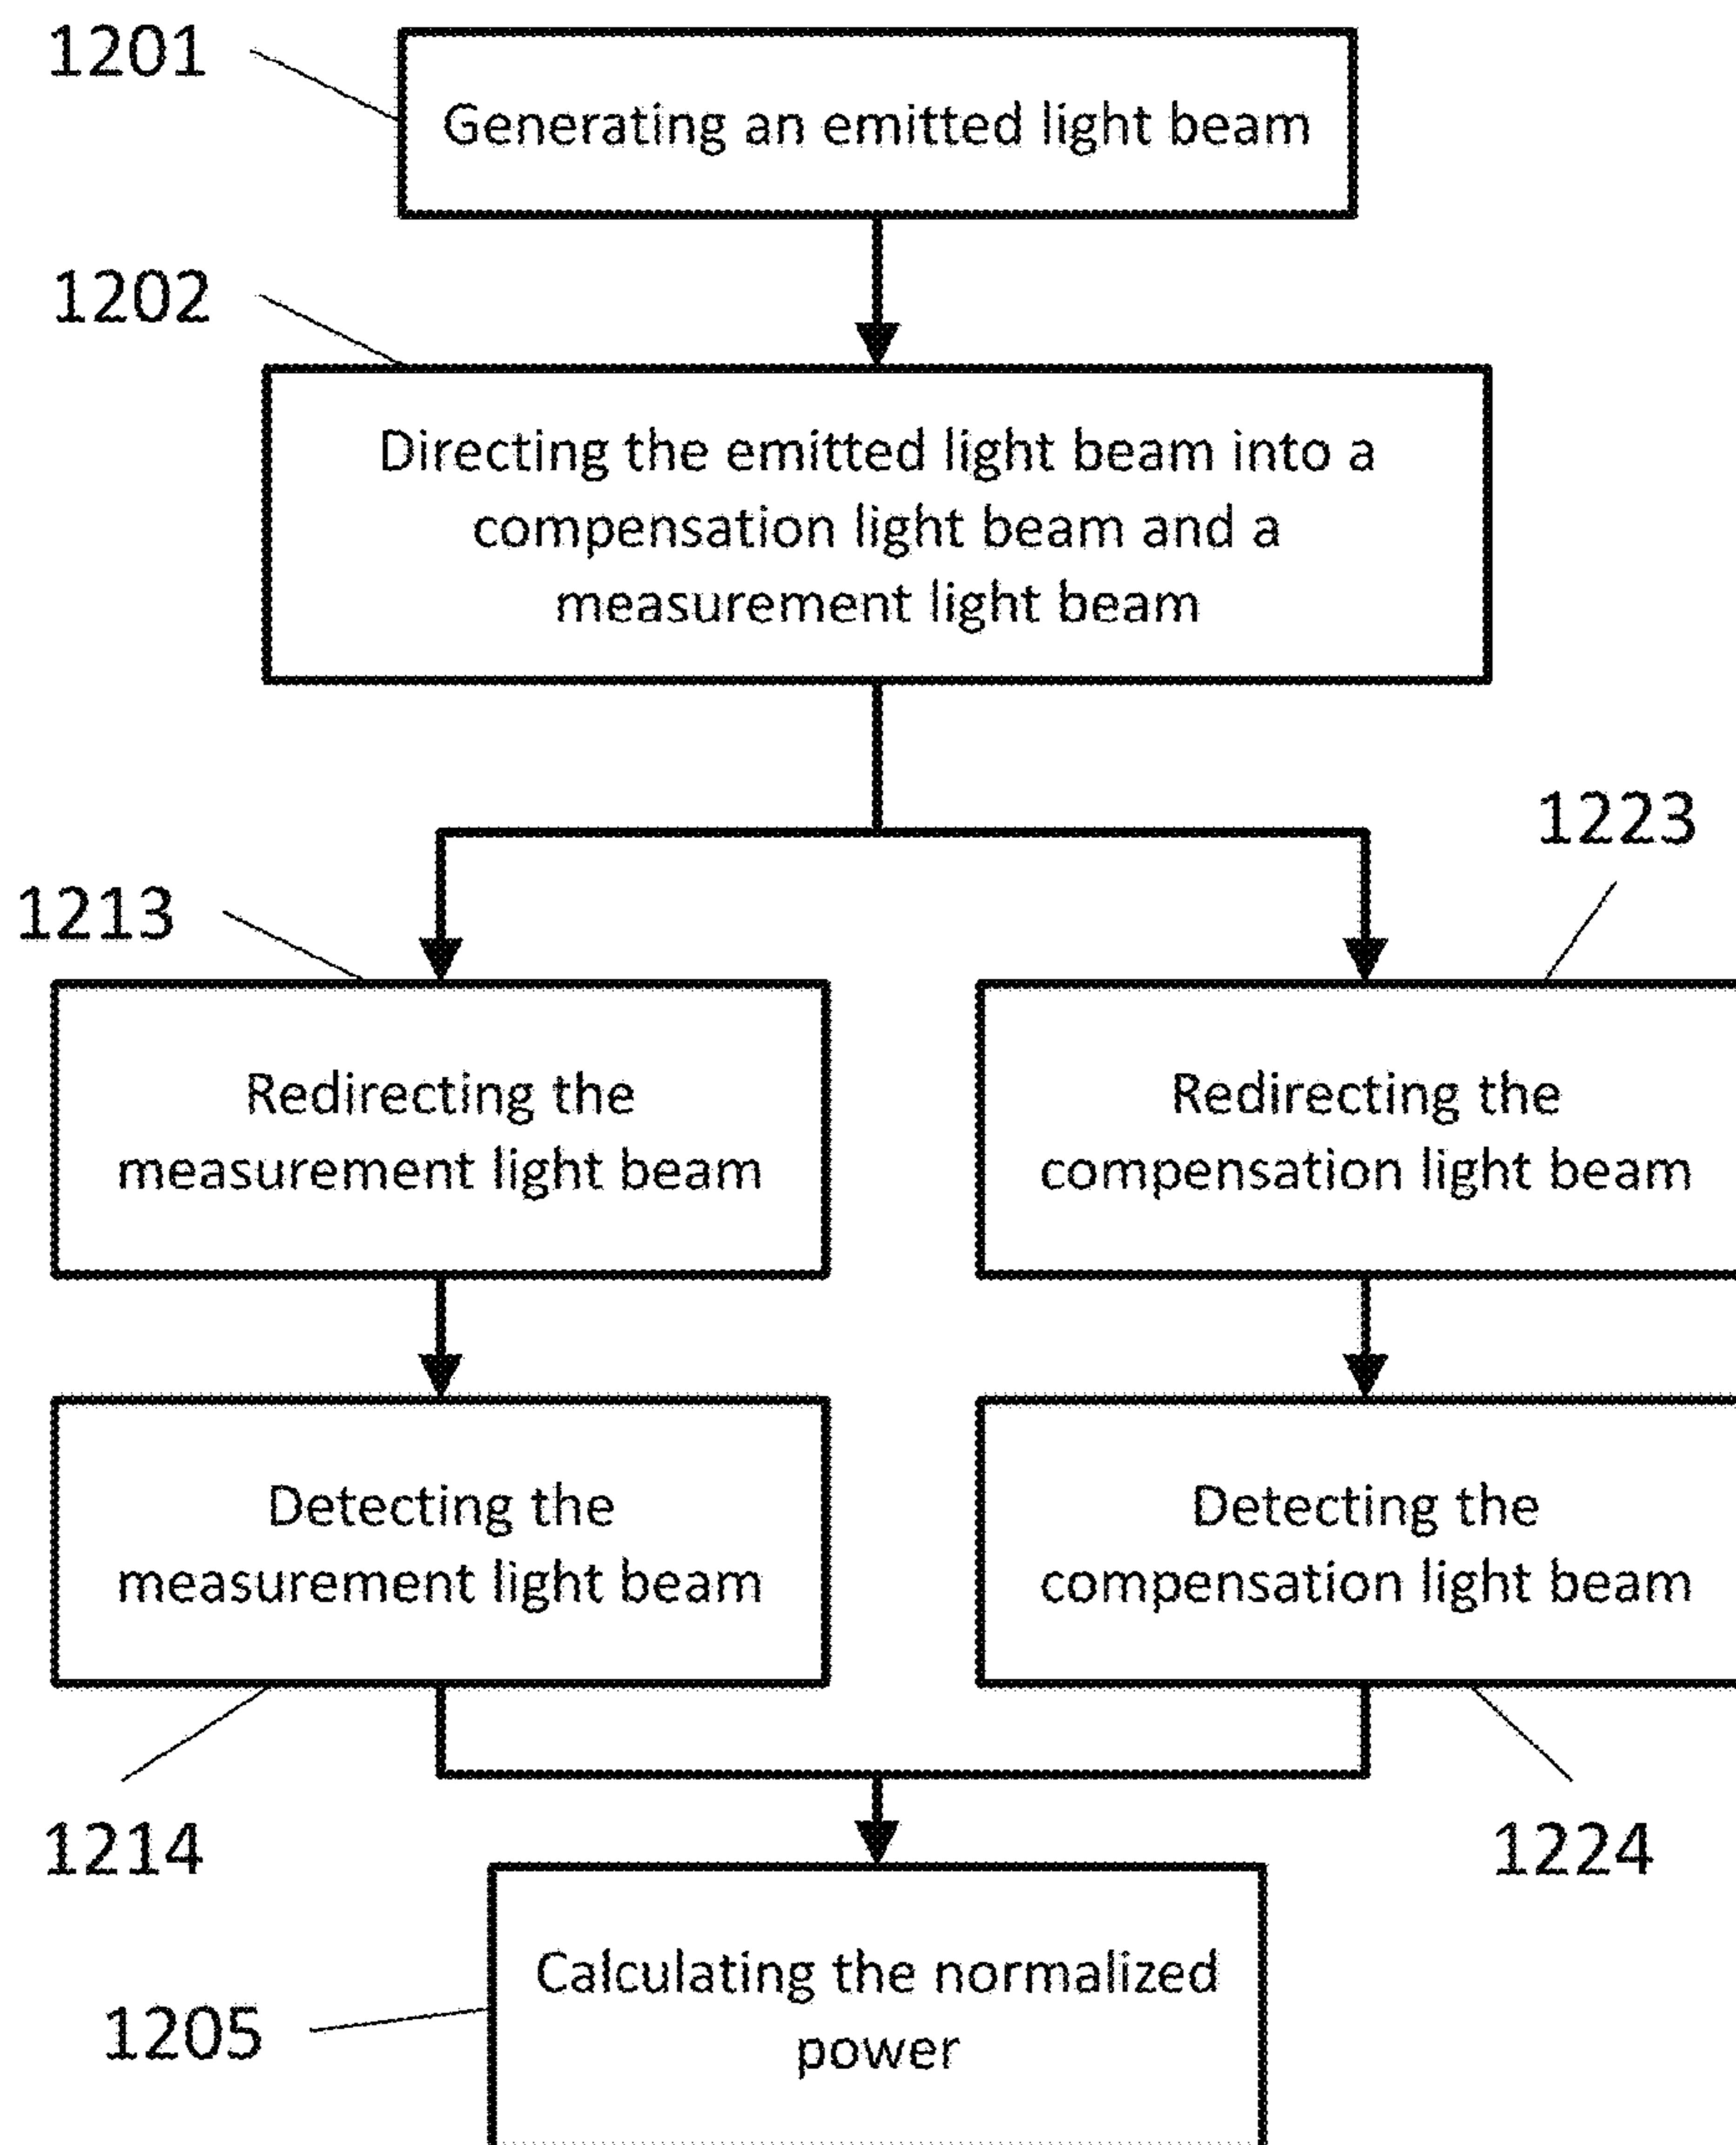 1201
Generating an emitted light beam
1202
Directing the emitted light beam into a
compensation light beam and a
measurement light beam
1223
1213
Redirecting the
measurement light beam
Redirecting the
compensation light beam
Detecting the
measurement light beam
Detecting the
compensation light beam
1214
1224
Calculating the normalized
power
1205